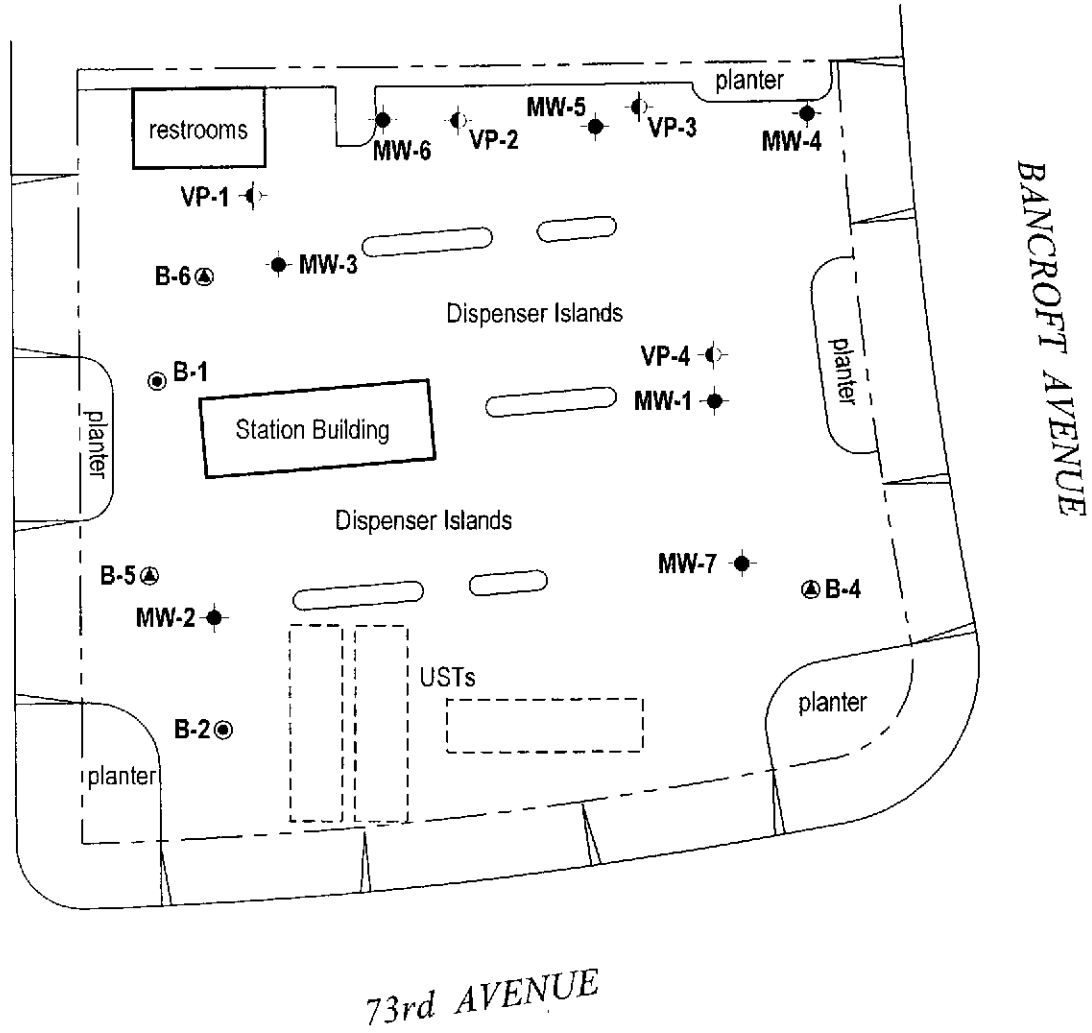 planter
restrooms
MW-5
VP-3
MW-6
VP-2
MW-4
VP-1
MW-3
B-6
BANCROFT AVENUE
Dispenser Islands
VP-4
planter
B-1
MW-1
planter
Station Building
Dispenser Islands
MW-7
B-5
B-4
MW-2
USTs
planter
B-2
planter
73rd AVENUE